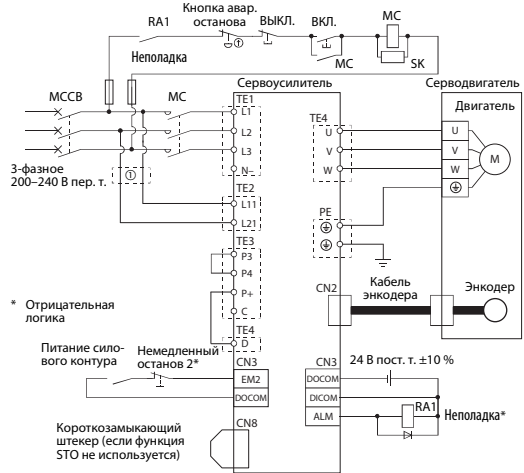 Кнопка авар.
останова
ВЫКЛ.
ВКЛ.
MC
RA1
①
Неполадка
MC
SK
MCCB
MC
Сервоусилитель
Серводвигатель
TE1
L1
L2
L3
N–
TE4
U
V
W
Двигатель
U
V
W
M
3-фазное
200–240 В пер. т.
①
TE2
L11
L21
PE
TE3
P3
P4
P+
C
TE4
D
CN2
Кабель
энкодера
Энкодер
* Отрицательная
логика
Питание сило-
вого контура
Немедленный
останов 2*
CN3
EM2
DOCOM
CN3
DOCOM
DICOM
ALM
24 В пост. т. ±10 %
RA1
Неполадка*
Короткозамыкающий
штекер (если функция
STO не используется)
CN8